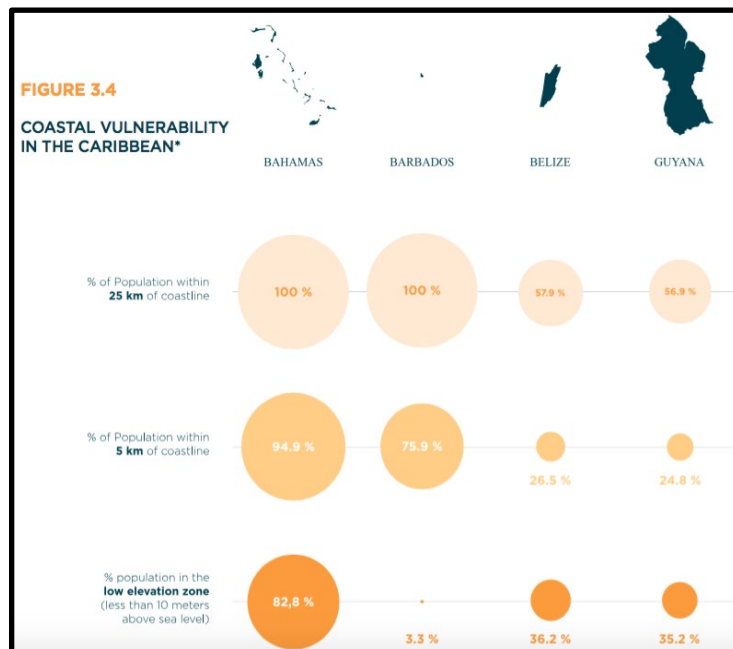 FIGURE 3.4
COASTAL VULNERABILITY
IN THE CARIBBEAN*
BAHAMAS BARBADOS BELIZE GUYANA
% of Population within
25 km of coastline
100 % 100 % 57.9 % 56.9 %
% of Population within
5 km of coastline
94.9 % 75.9 %
26.5 % 24.8 %
% population in the
low elevation zone
(less than 10 meters
above sea level)
82,8 %
3.3 % 36.2 % 35.2 %